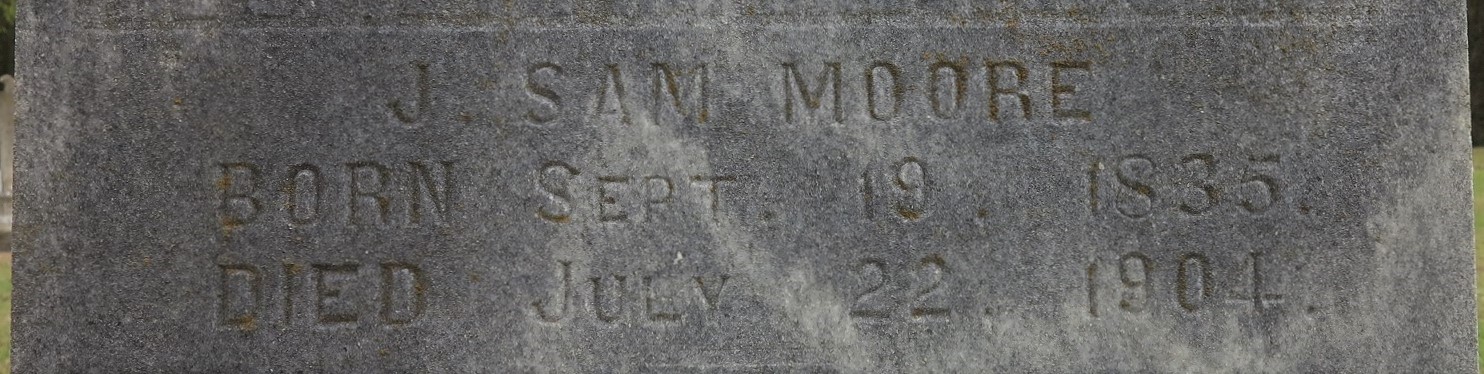 J. SAM MOORE
BORN SEPT. 19. 1835.
DIED JULY 22. 1904.